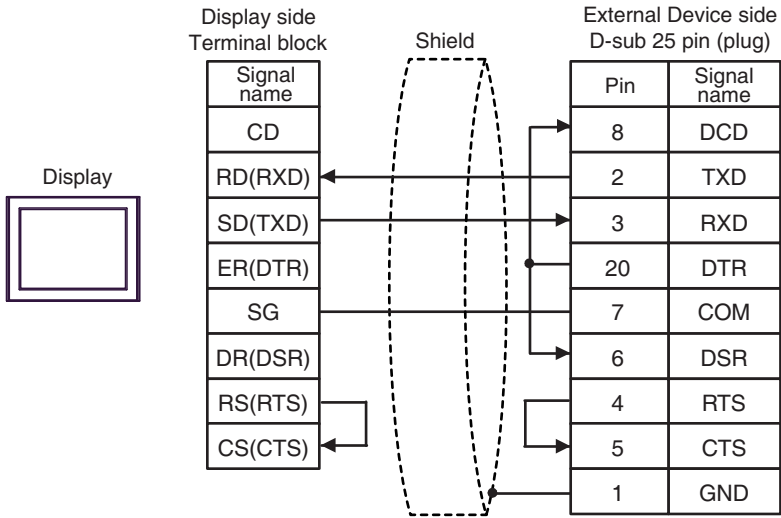 Display side
Terminal block
Shield
External Device side
D-sub 25 pin (plug)
Signal
name
Pin
Signal
name
CD
8
DCD
Display
RD(RXD)
2
TXD
SD(TXD)
3
RXD
ER(DTR)
20
DTR
SG
7
COM
DR(DSR)
6
DSR
RS(RTS)
4
RTS
CS(CTS)
5
CTS
1
GND